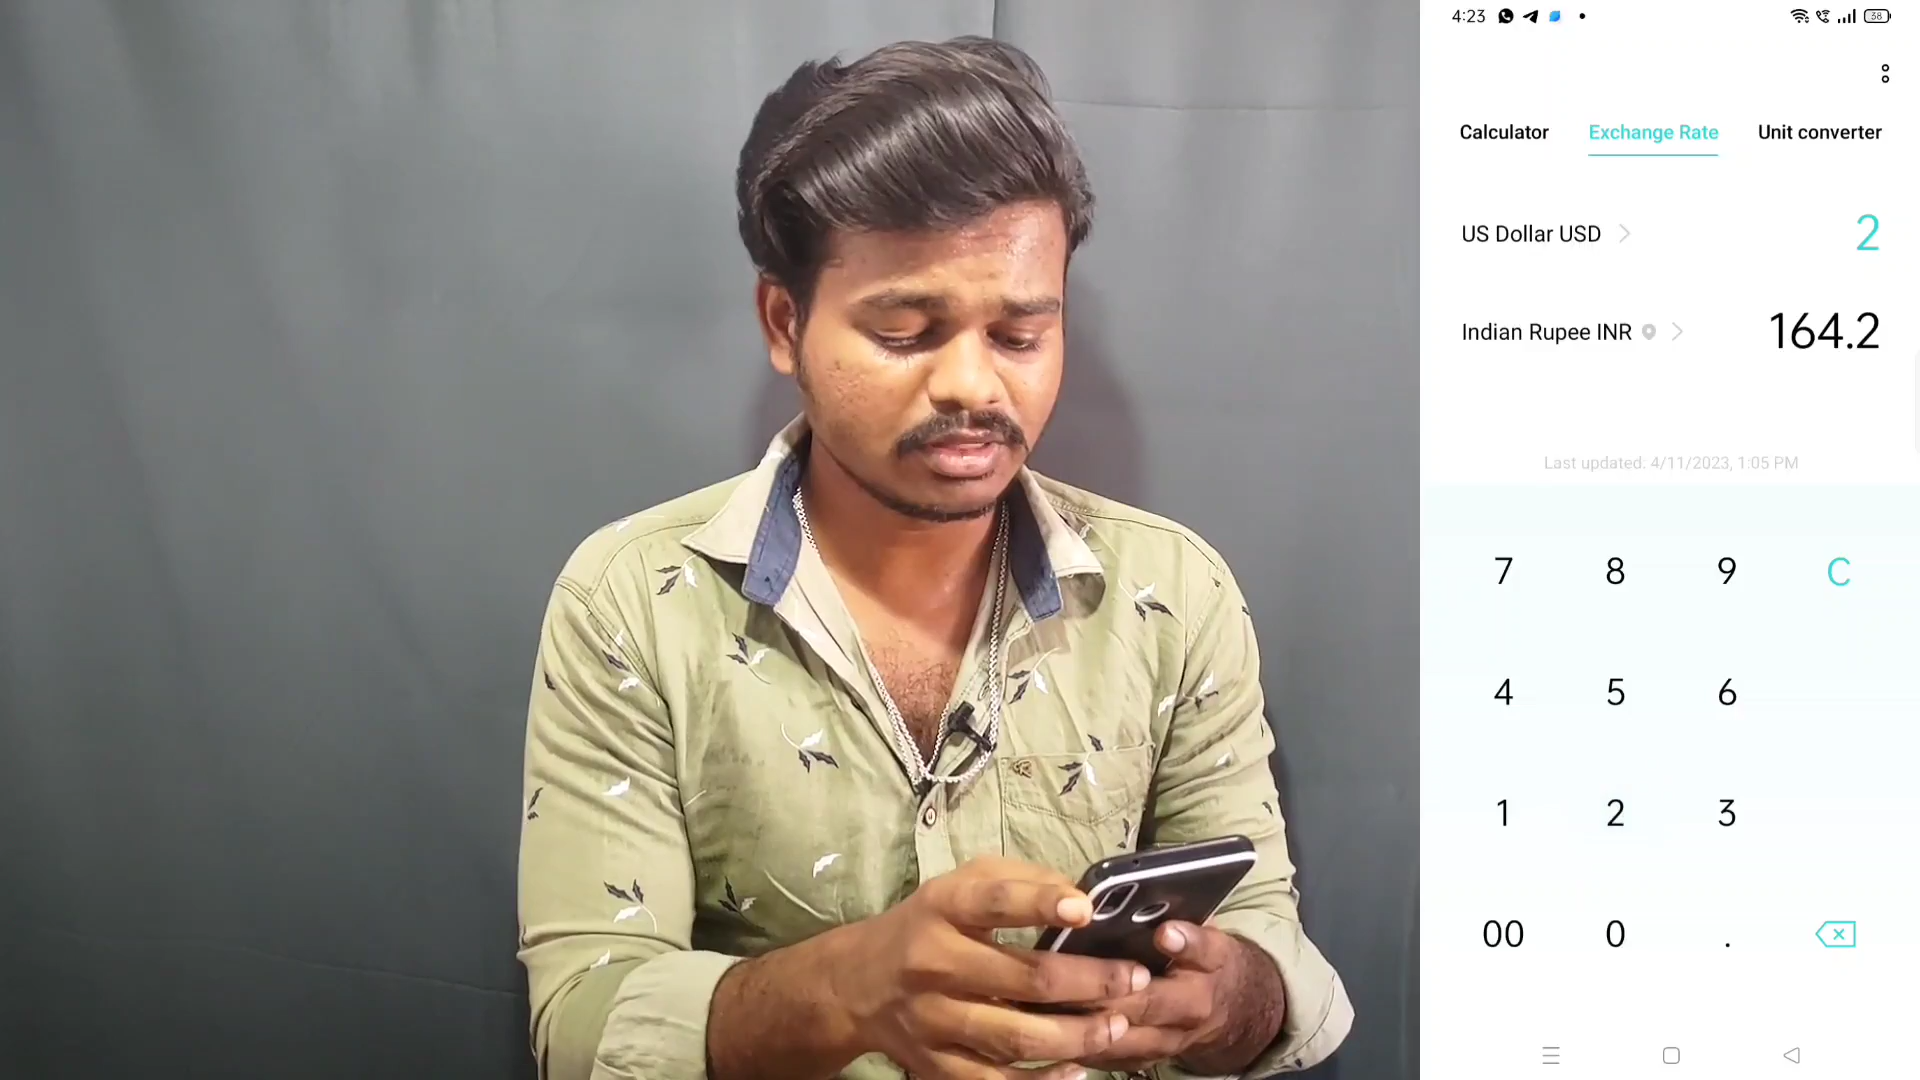 4:23
38
Calculator Exchange Rate Unit converter
US Dollar USD 2
Indian Rupee INR 164.2
Last updated: 4/11/2023, 1:05 PM
7 8 9 C
4 5 6
1 2 3
00 0 .